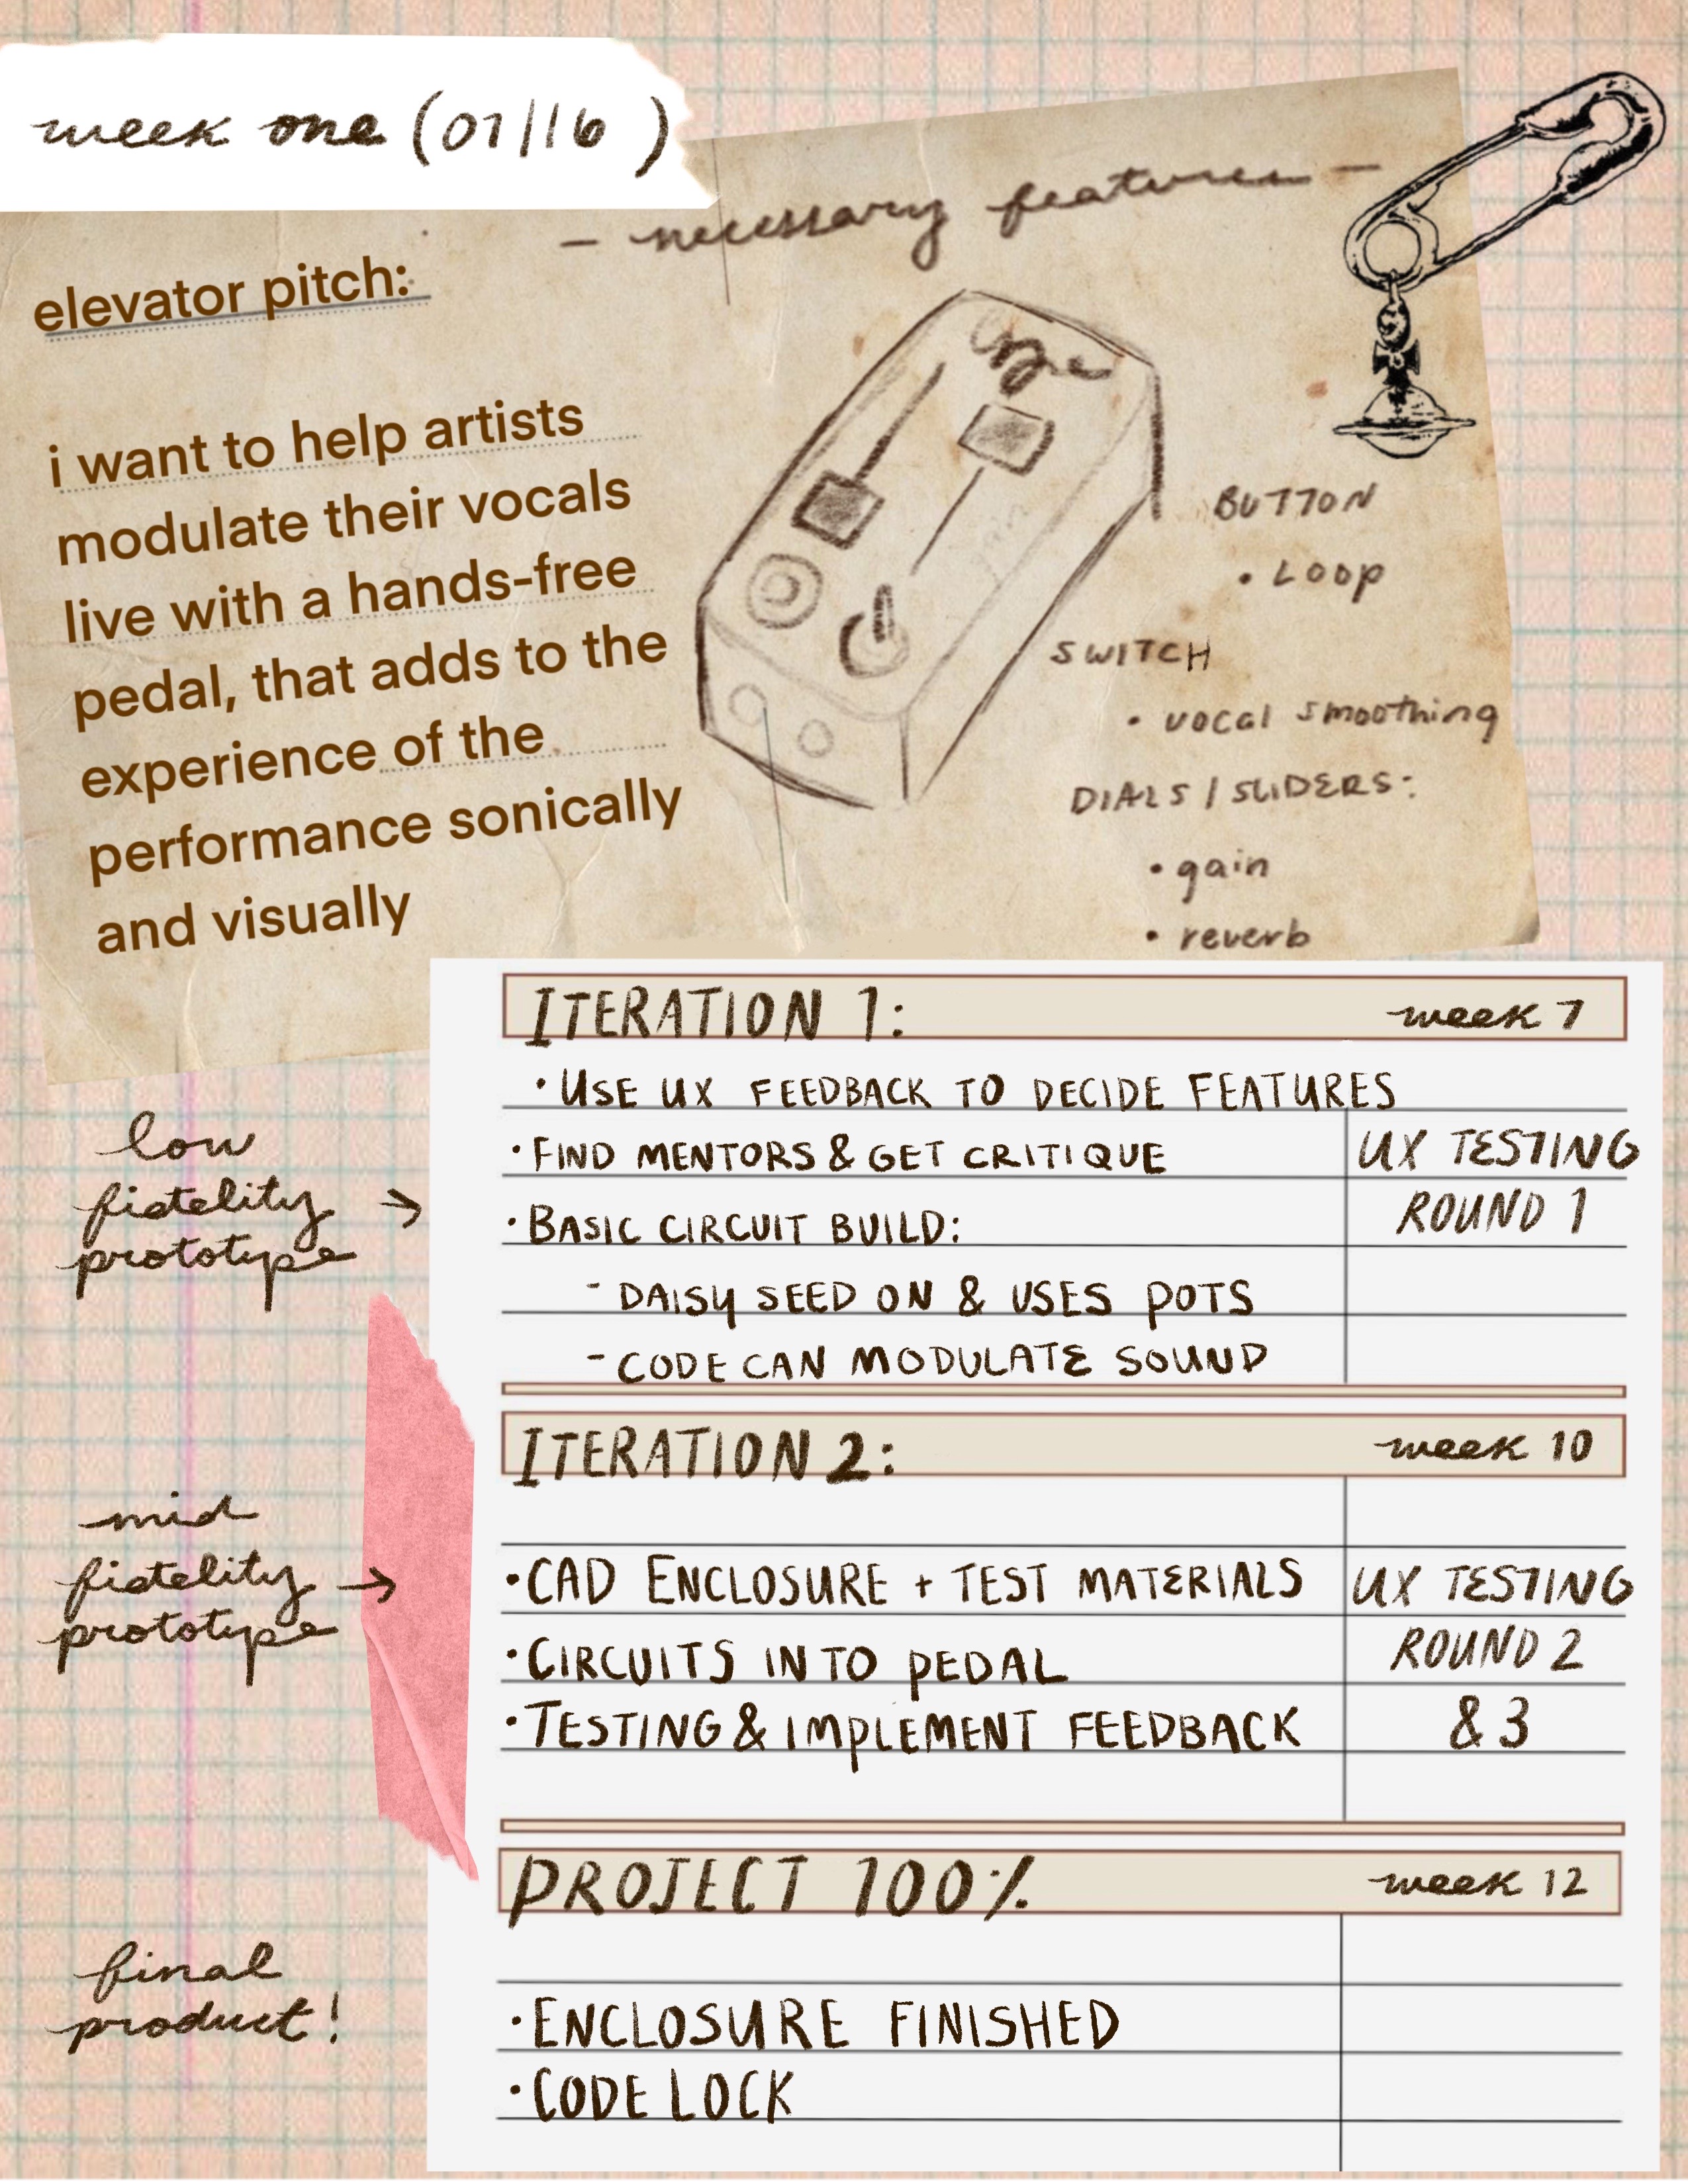 week one (01/16)
- necessary features -
elevator pitch:
i want to help artists
modulate their vocals
live with a hands-free
pedal, that adds to the
experience of the
performance sonically
and visually
BUTTON
• LOOP
SWITCH
• vocal smoothing
DIALS / SLIDERS:
• gain
• reverb
ITERATION 1: week 7
• USE UX FEEDBACK TO DECIDE FEATURES
• FIND MENTORS & GET CRITIQUE
• BASIC CIRCUIT BUILD:
- DAISY SEED ON & USES POTS
- CODE CAN MODULATE SOUND
UX TESTING
ROUND 1
low
fidelity →
prototype
ITERATION 2: week 10
• CAD ENCLOSURE + TEST MATERIALS
• CIRCUITS INTO PEDAL
• TESTING & IMPLEMENT FEEDBACK
UX TESTING
ROUND 2
& 3
mid
fidelity →
prototype
PROJECT 100% week 12
• ENCLOSURE FINISHED
• CODE LOCK
final
product!